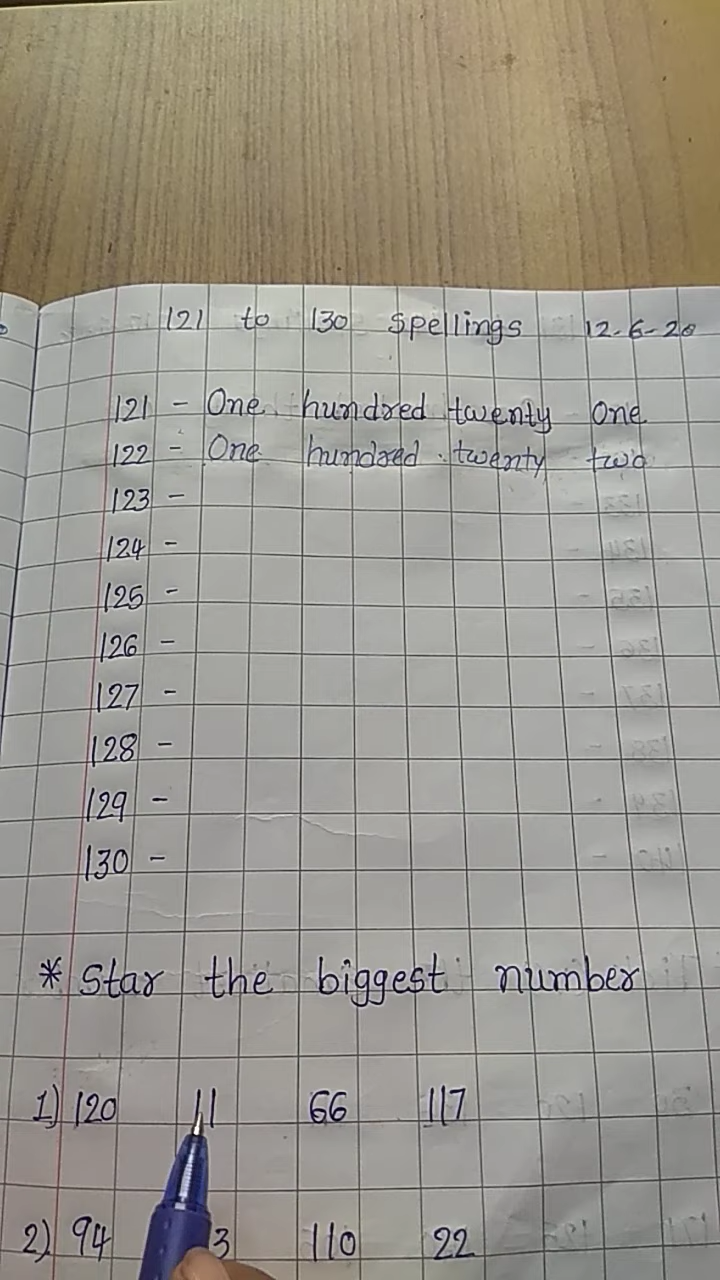 121 to 130 Spellings 12-6-20
121 - One hundred twenty One
122 - One hundred twenty two
123 -
124 -
125 -
126 -
127 -
128 -
129 -
130 -
* Star the biggest number
1) 120 11 66 117
2) 94 3 110 22